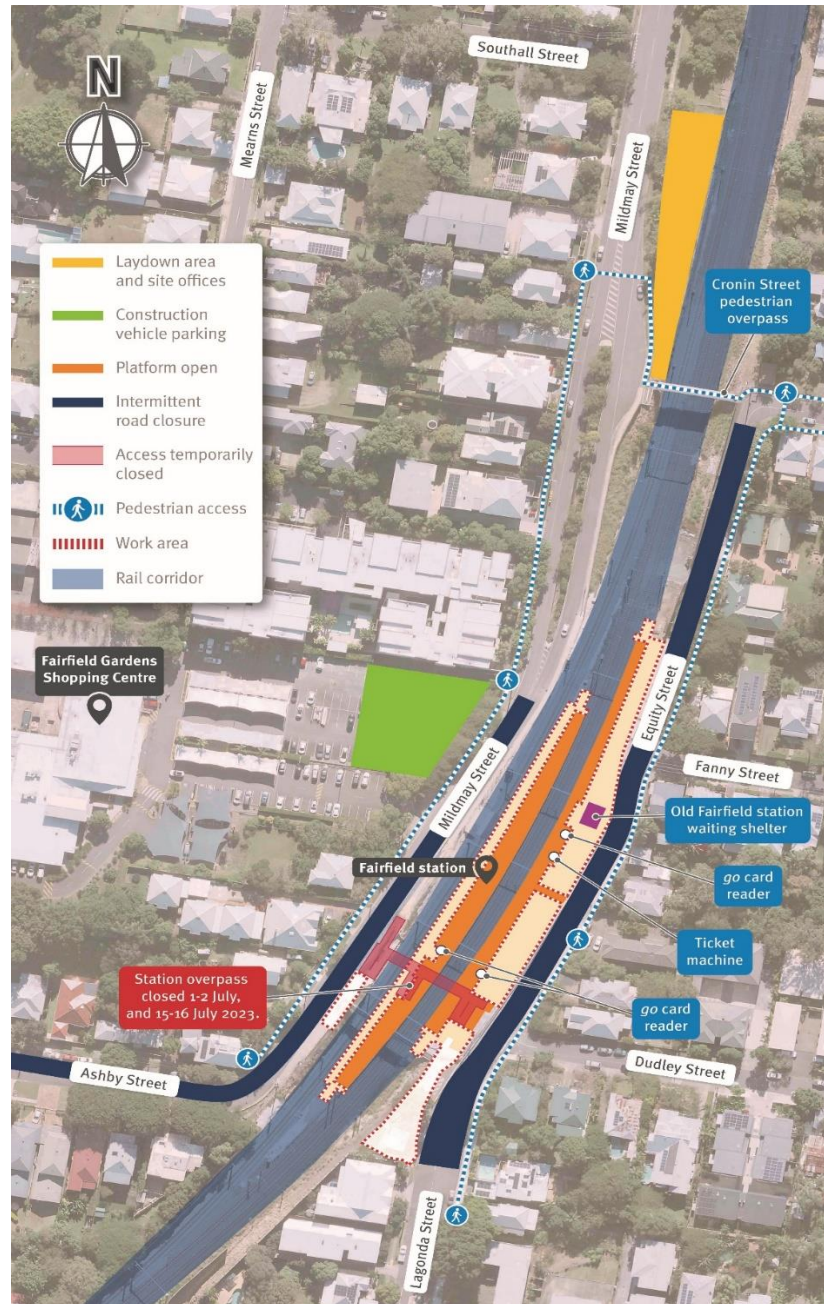 Southall Street
N
Mearns Street
Mildmay Street
Laydown area
and site offices
Construction
vehicle parking
Platform open
Intermittent
road closure
Access temporarily
closed
Pedestrian access
Work area
Rail corridor
Cronin Street
pedestrian
overpass
Fairfield Gardens
Shopping Centre
Equity Street
Mildmay Street
Fanny Street
Old Fairfield station
waiting shelter
Fairfield station
go card
reader
Ticket
machine
Station overpass
closed 1-2 July,
and 15-16 July 2023.
go card
reader
Ashby Street
Dudley Street
Lagonda Street